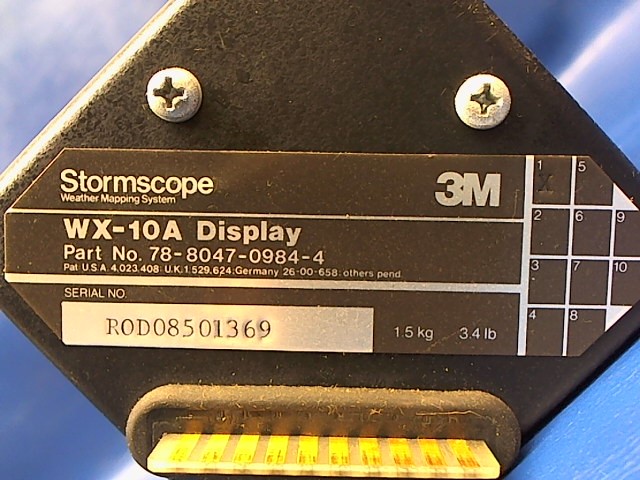 Stormscope
Weather Mapping System
3M
WX-10A Display
Part No. 78-8047-0984-4
Pat. U.S.A. 4.023.408; U.K. 1.529.624; Germany 26-00-658; others pend.
SERIAL NO.
ROD08501369
1.5 kg 3.4 lb
1 5
X
2 6 9
3 7 10
4 8